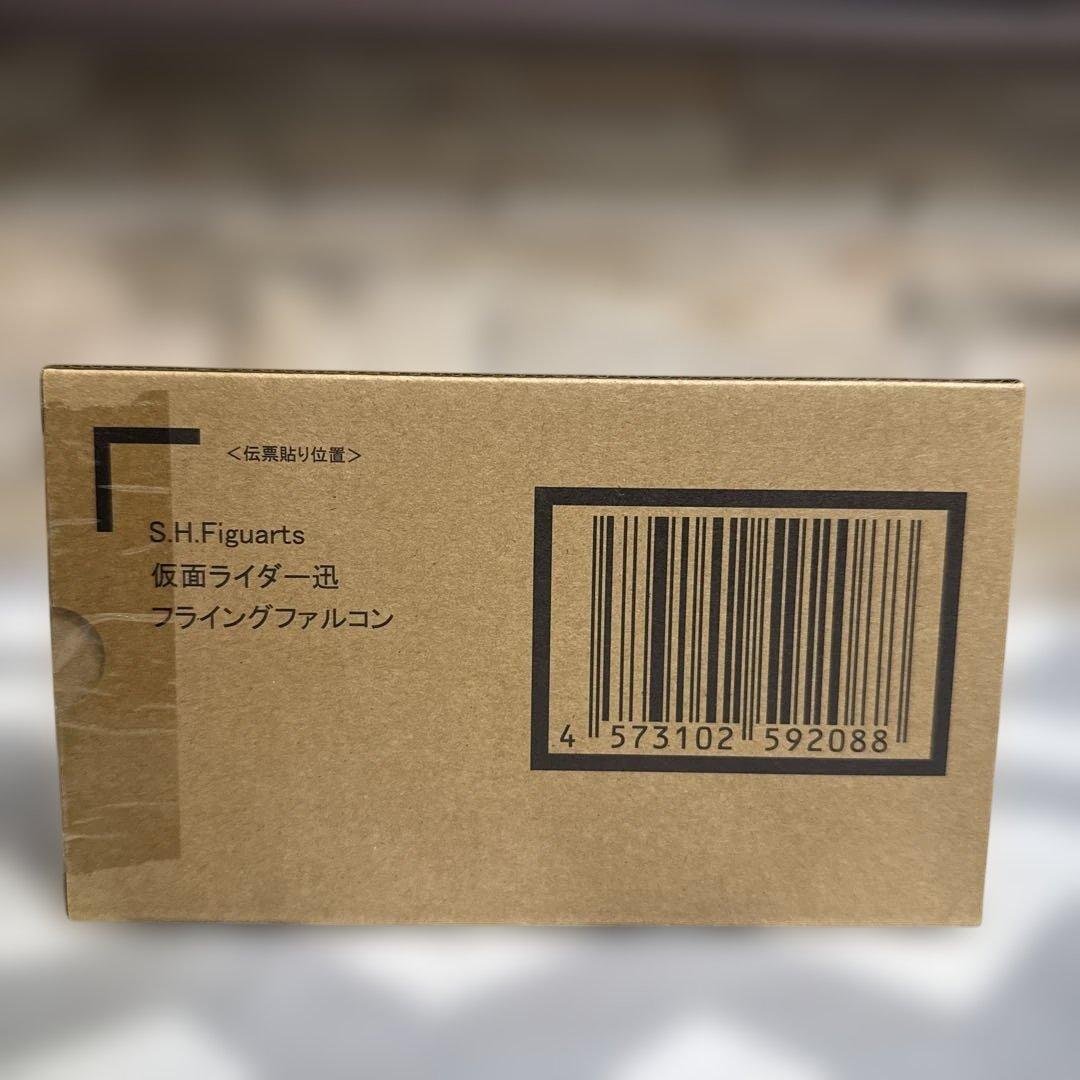 <伝票貼り位置>
S.H.Figuarts
仮面ライダー迅
フライングファルコン
4 573102 592088